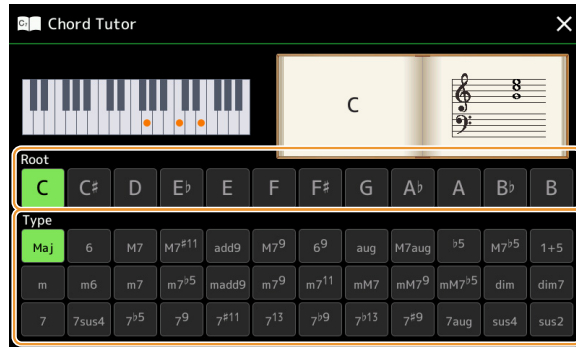 C7 Chord Tutor
C
Root
C C♯ D E♭ E F F♯ G A♭ A B♭ B
Type
Maj 6 M7 M7♯11 add9 M79 69 aug M7aug ♭5 M7♭5 1+5
m m6 m7 m7♭5 madd9 m79 m711 mM7 mM79 mM7♭5 dim dim7
7 7sus4 7♭5 79 7♯11 713 7♭9 7♭13 7♯9 7aug sus4 sus2